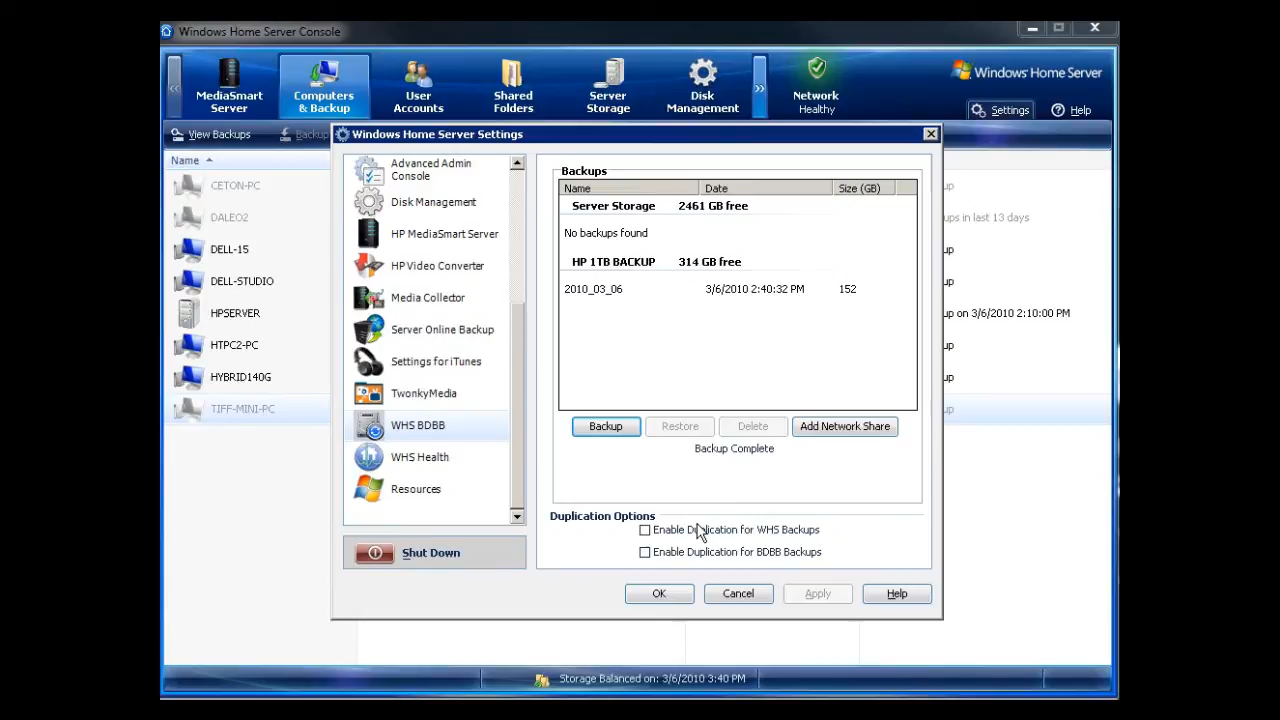 Windows Home Server Console
MediaSmart
Server
Computers
& Backup
User
Accounts
Shared
Folders
Server
Storage
Disk
Management
Network
Healthy
Windows Home Server
Settings
Help
View Backups
Backup
Windows Home Server Settings
Name
CETON-PC
DALEO2
ups in last 13 days
DELL-15
up
DELL-STUDIO
up
HPSERVER
up on 3/6/2010 2:10:00 PM
HTPC2-PC
up
HYBRID140G
up
TIFF-MINI-PC
up
Advanced Admin
Console
Disk Management
HP MediaSmart Server
HP Video Converter
Media Collector
Server Online Backup
Settings for iTunes
TwonkyMedia
WHS BDBB
WHS Health
Resources
Shut Down
Backups
Name Date Size (GB)
Server Storage 2461 GB free
No backups found
HP 1TB BACKUP 314 GB free
2010_03_06 3/6/2010 2:40:32 PM 152
Backup Restore Delete Add Network Share
Backup Complete
Duplication Options
Enable Duplication for WHS Backups
Enable Duplication for BDBB Backups
OK Cancel Apply Help
Storage Balanced on: 3/6/2010 3:40 PM